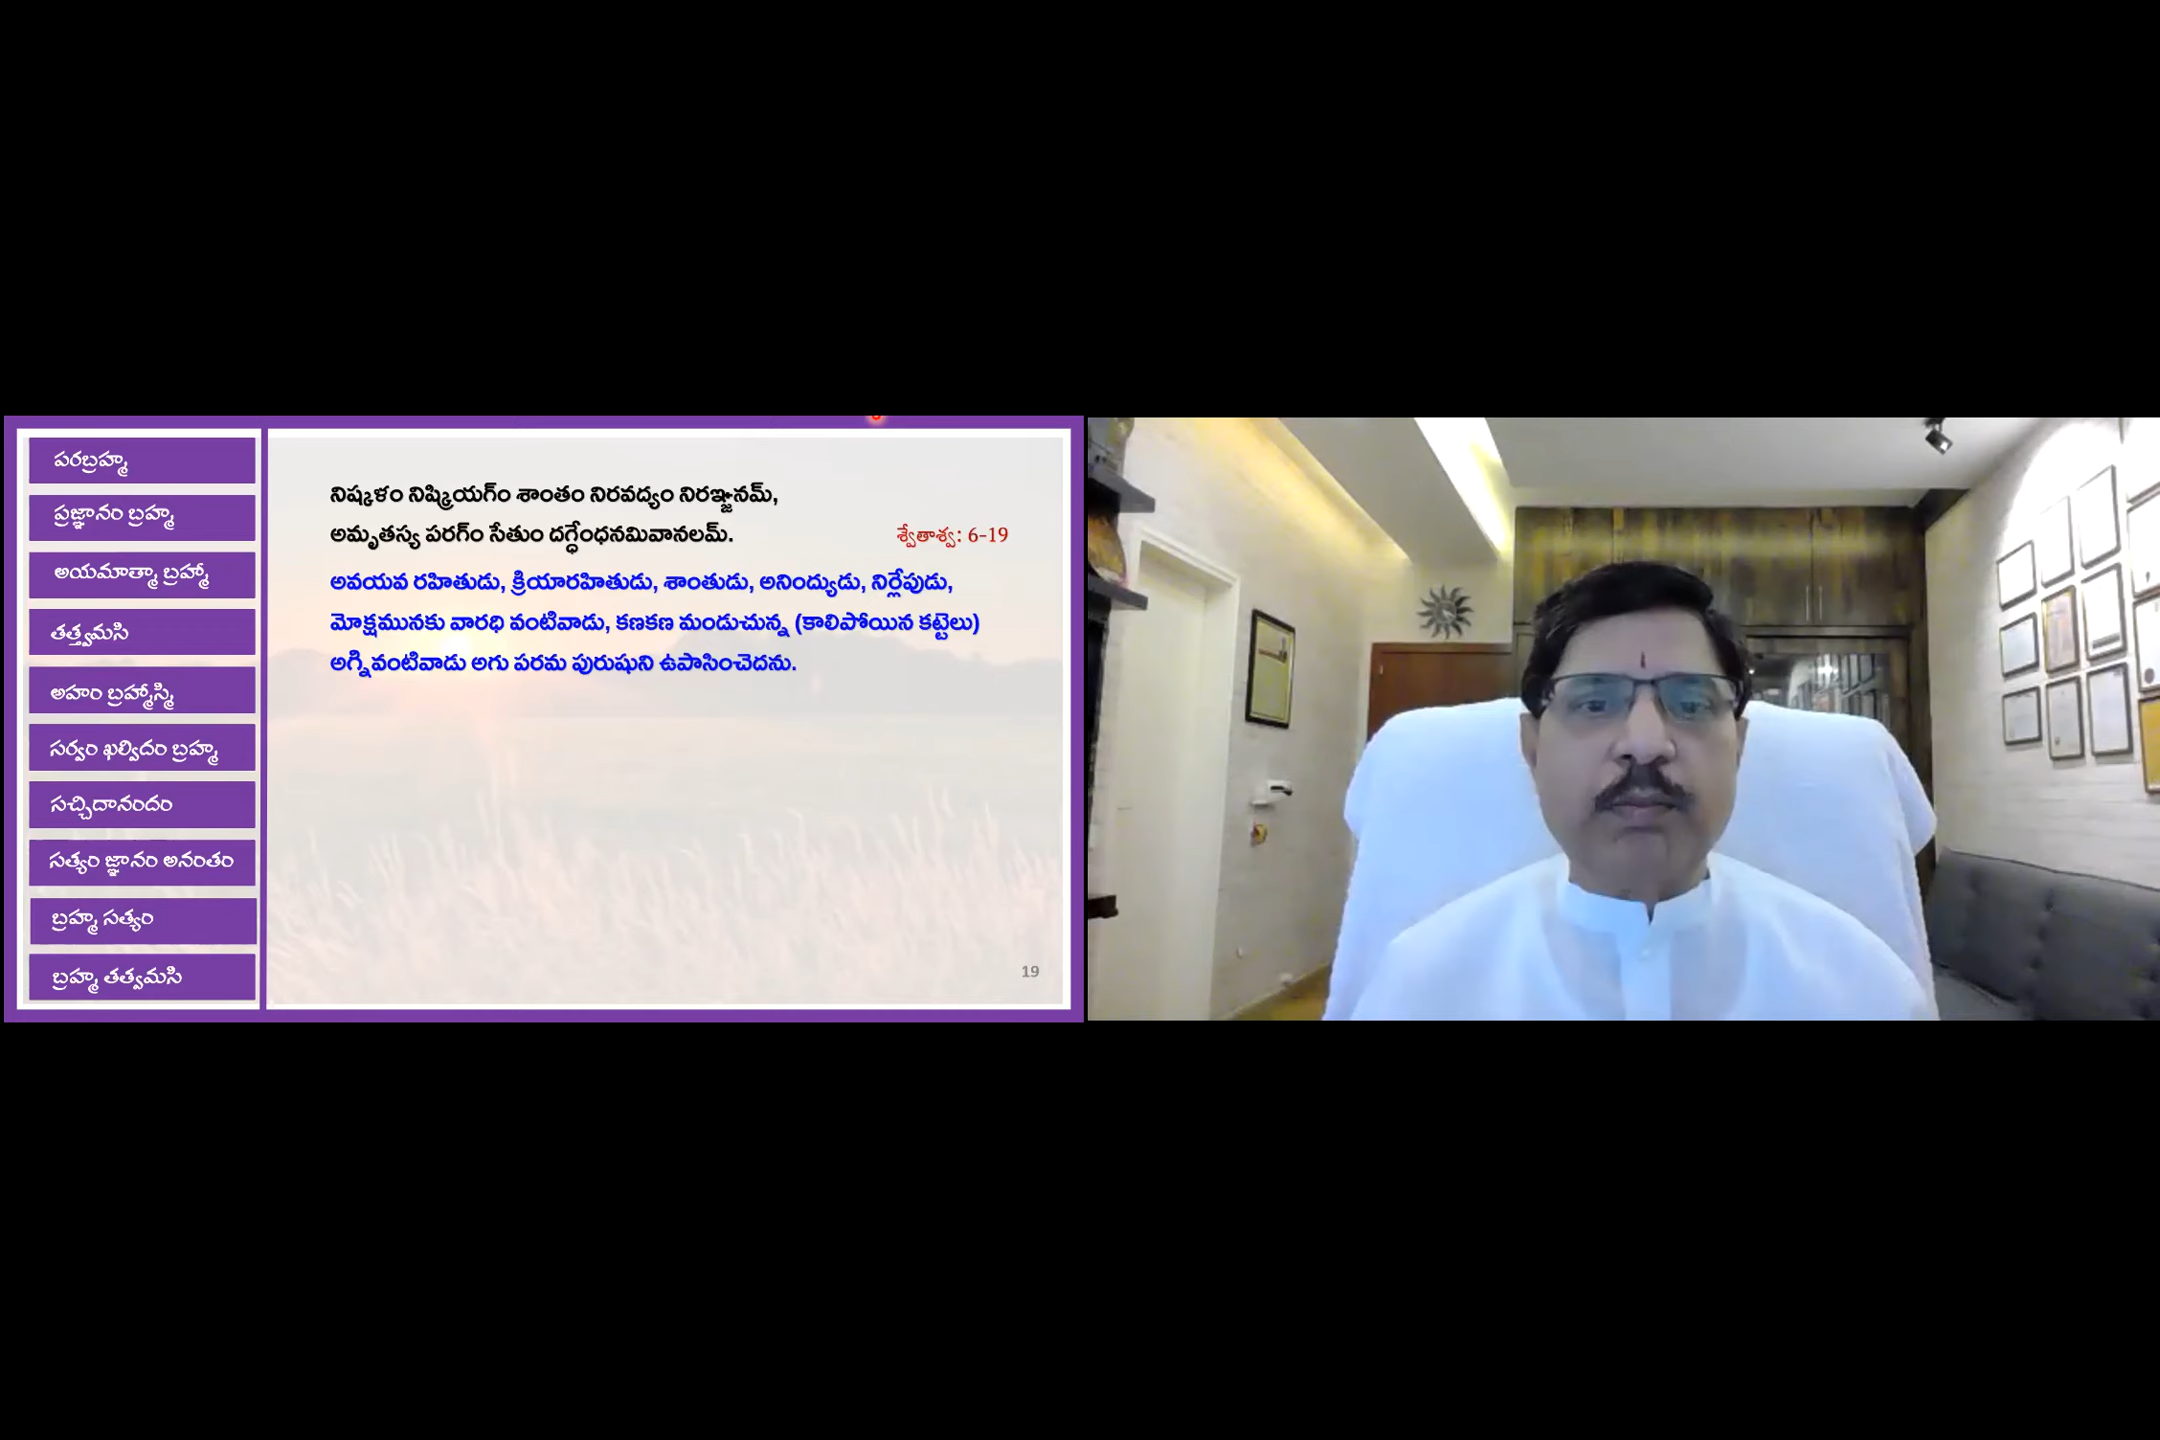 పరబ్రహ్మ
ప్రజ్ఞానం బ్రహ్మ
అయమాత్మా బ్రహ్మా
తత్త్వమసి
అహం బ్రహ్మాస్మి
సర్వం ఖల్విదం బ్రహ్మ
సచ్చిదానందం
సత్యం జ్ఞానం అనంతం
బ్రహ్మ సత్యం
బ్రహ్మ తత్వమసి
నిష్కళం నిష్క్రియగ్ం శాంతం నిరవద్యం నిరఞ్జనమ్,
అమృతస్య పరగ్ం సేతుం దగ్ధేంధనమివానలమ్.
శ్వేతాశ్వ: 6-19
అవయవ రహితుడు, క్రియారహితుడు, శాంతుడు, అనింద్యుడు, నిర్లేపుడు,
మోక్షమునకు వారధి వంటివాడు, కణకణ మండుచున్న (కాలిపోయిన కట్టెలు)
అగ్నివంటివాడు అగు పరమ పురుషుని ఉపాసించెదను.
19